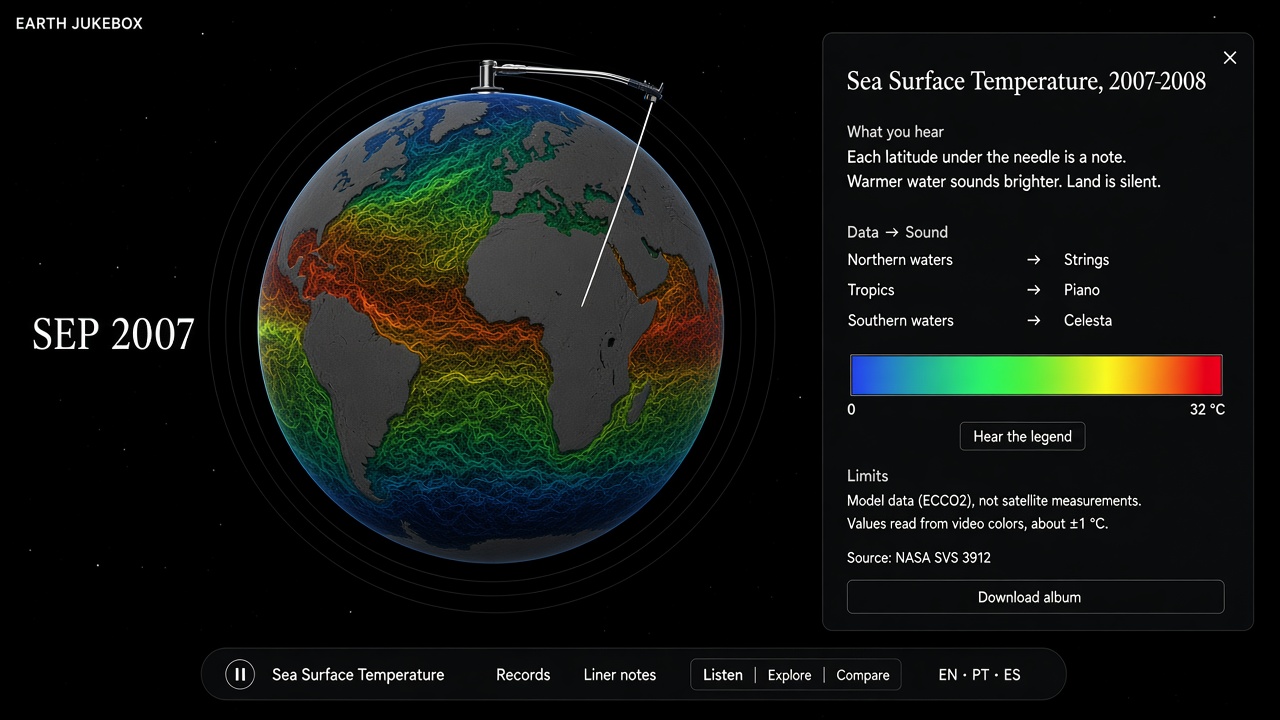 EARTH JUKEBOX
SEP 2007
Sea Surface Temperature, 2007-2008
What you hear
Each latitude under the needle is a note.
Warmer water sounds brighter. Land is silent.
Data → Sound
Northern waters → Strings
Tropics → Piano
Southern waters → Celesta
0 32 °C
Hear the legend
Limits
Model data (ECCO2), not satellite measurements.
Values read from video colors, about ±1 °C.
Source: NASA SVS 3912
Download album
Sea Surface Temperature Records Liner notes Listen | Explore | Compare EN · PT · ES